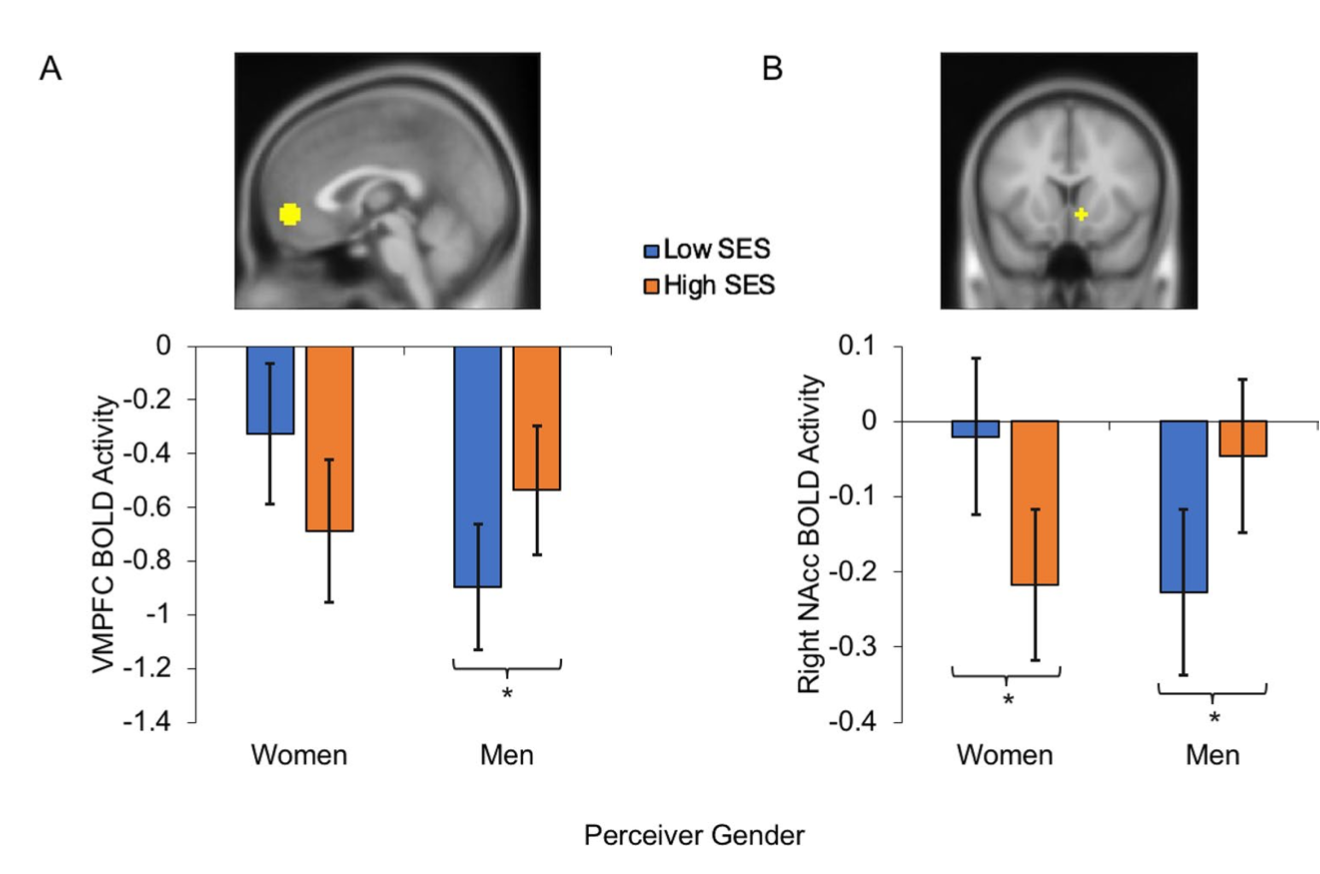 A
B
Low SES
High SES
VMPFC BOLD Activity
0
-0.2
-0.4
-0.6
-0.8
-1
-1.2
-1.4
*
Women
Men
Right NAcc BOLD Activity
0.1
0
-0.1
-0.2
-0.3
-0.4
*
*
Women
Men
Perceiver Gender